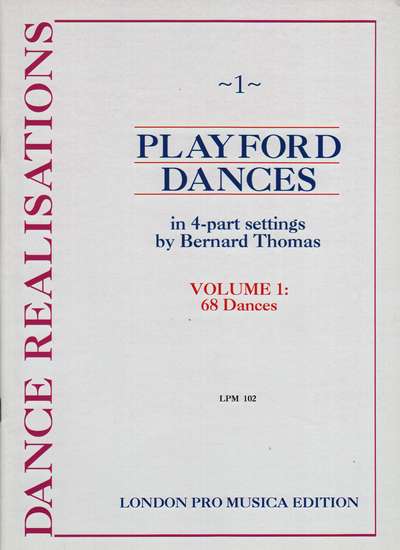 DANCE REALISATIONS
~1~
PLAYFORD
DANCES
in 4-part settings
by Bernard Thomas
VOLUME 1:
68 Dances
LPM 102
LONDON PRO MUSICA EDITION